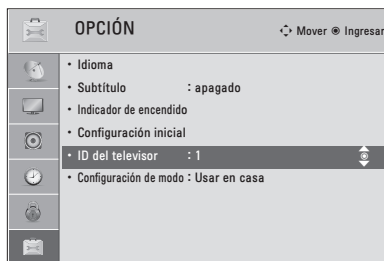 OPCIÓN
Mover Ingresar
• Idioma
• Subtítulo : apagado
• Indicador de encendido
• Configuración inicial
• ID del televisor : 1
• Configuración de modo : Usar en casa